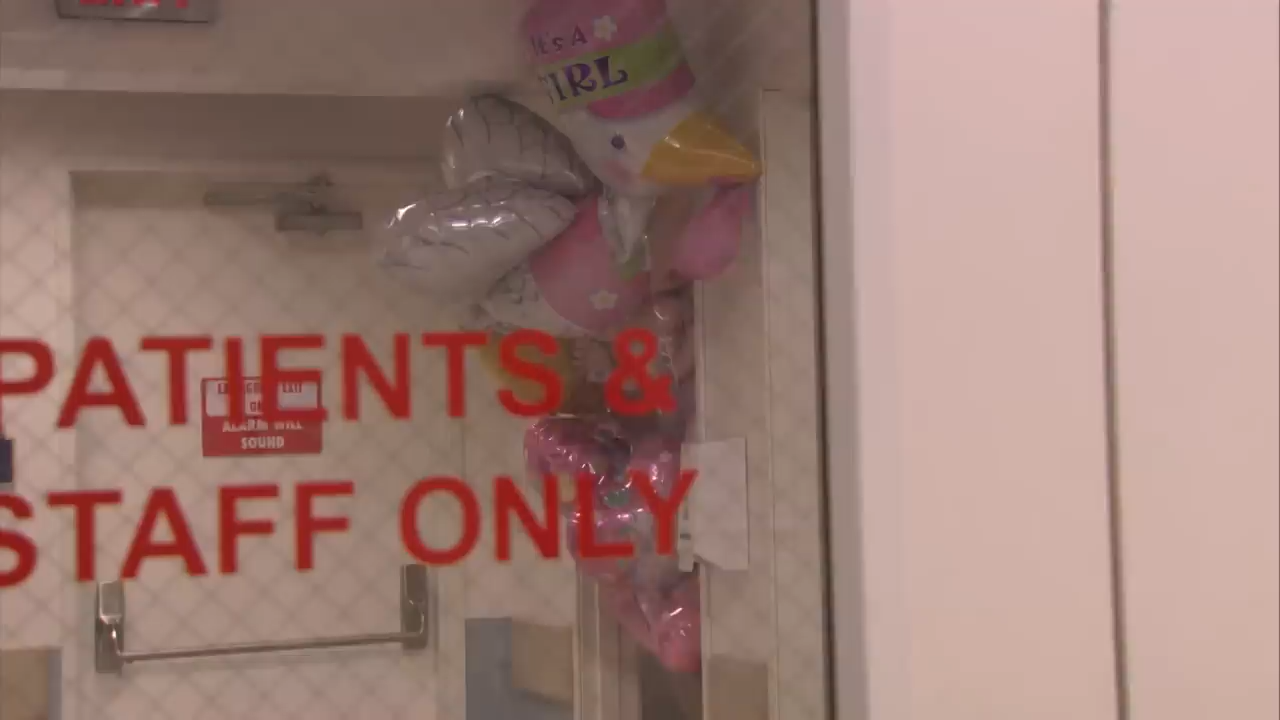 It's A
GIRL
PATIENTS &
STAFF ONLY
ALARM WILL
SOUND